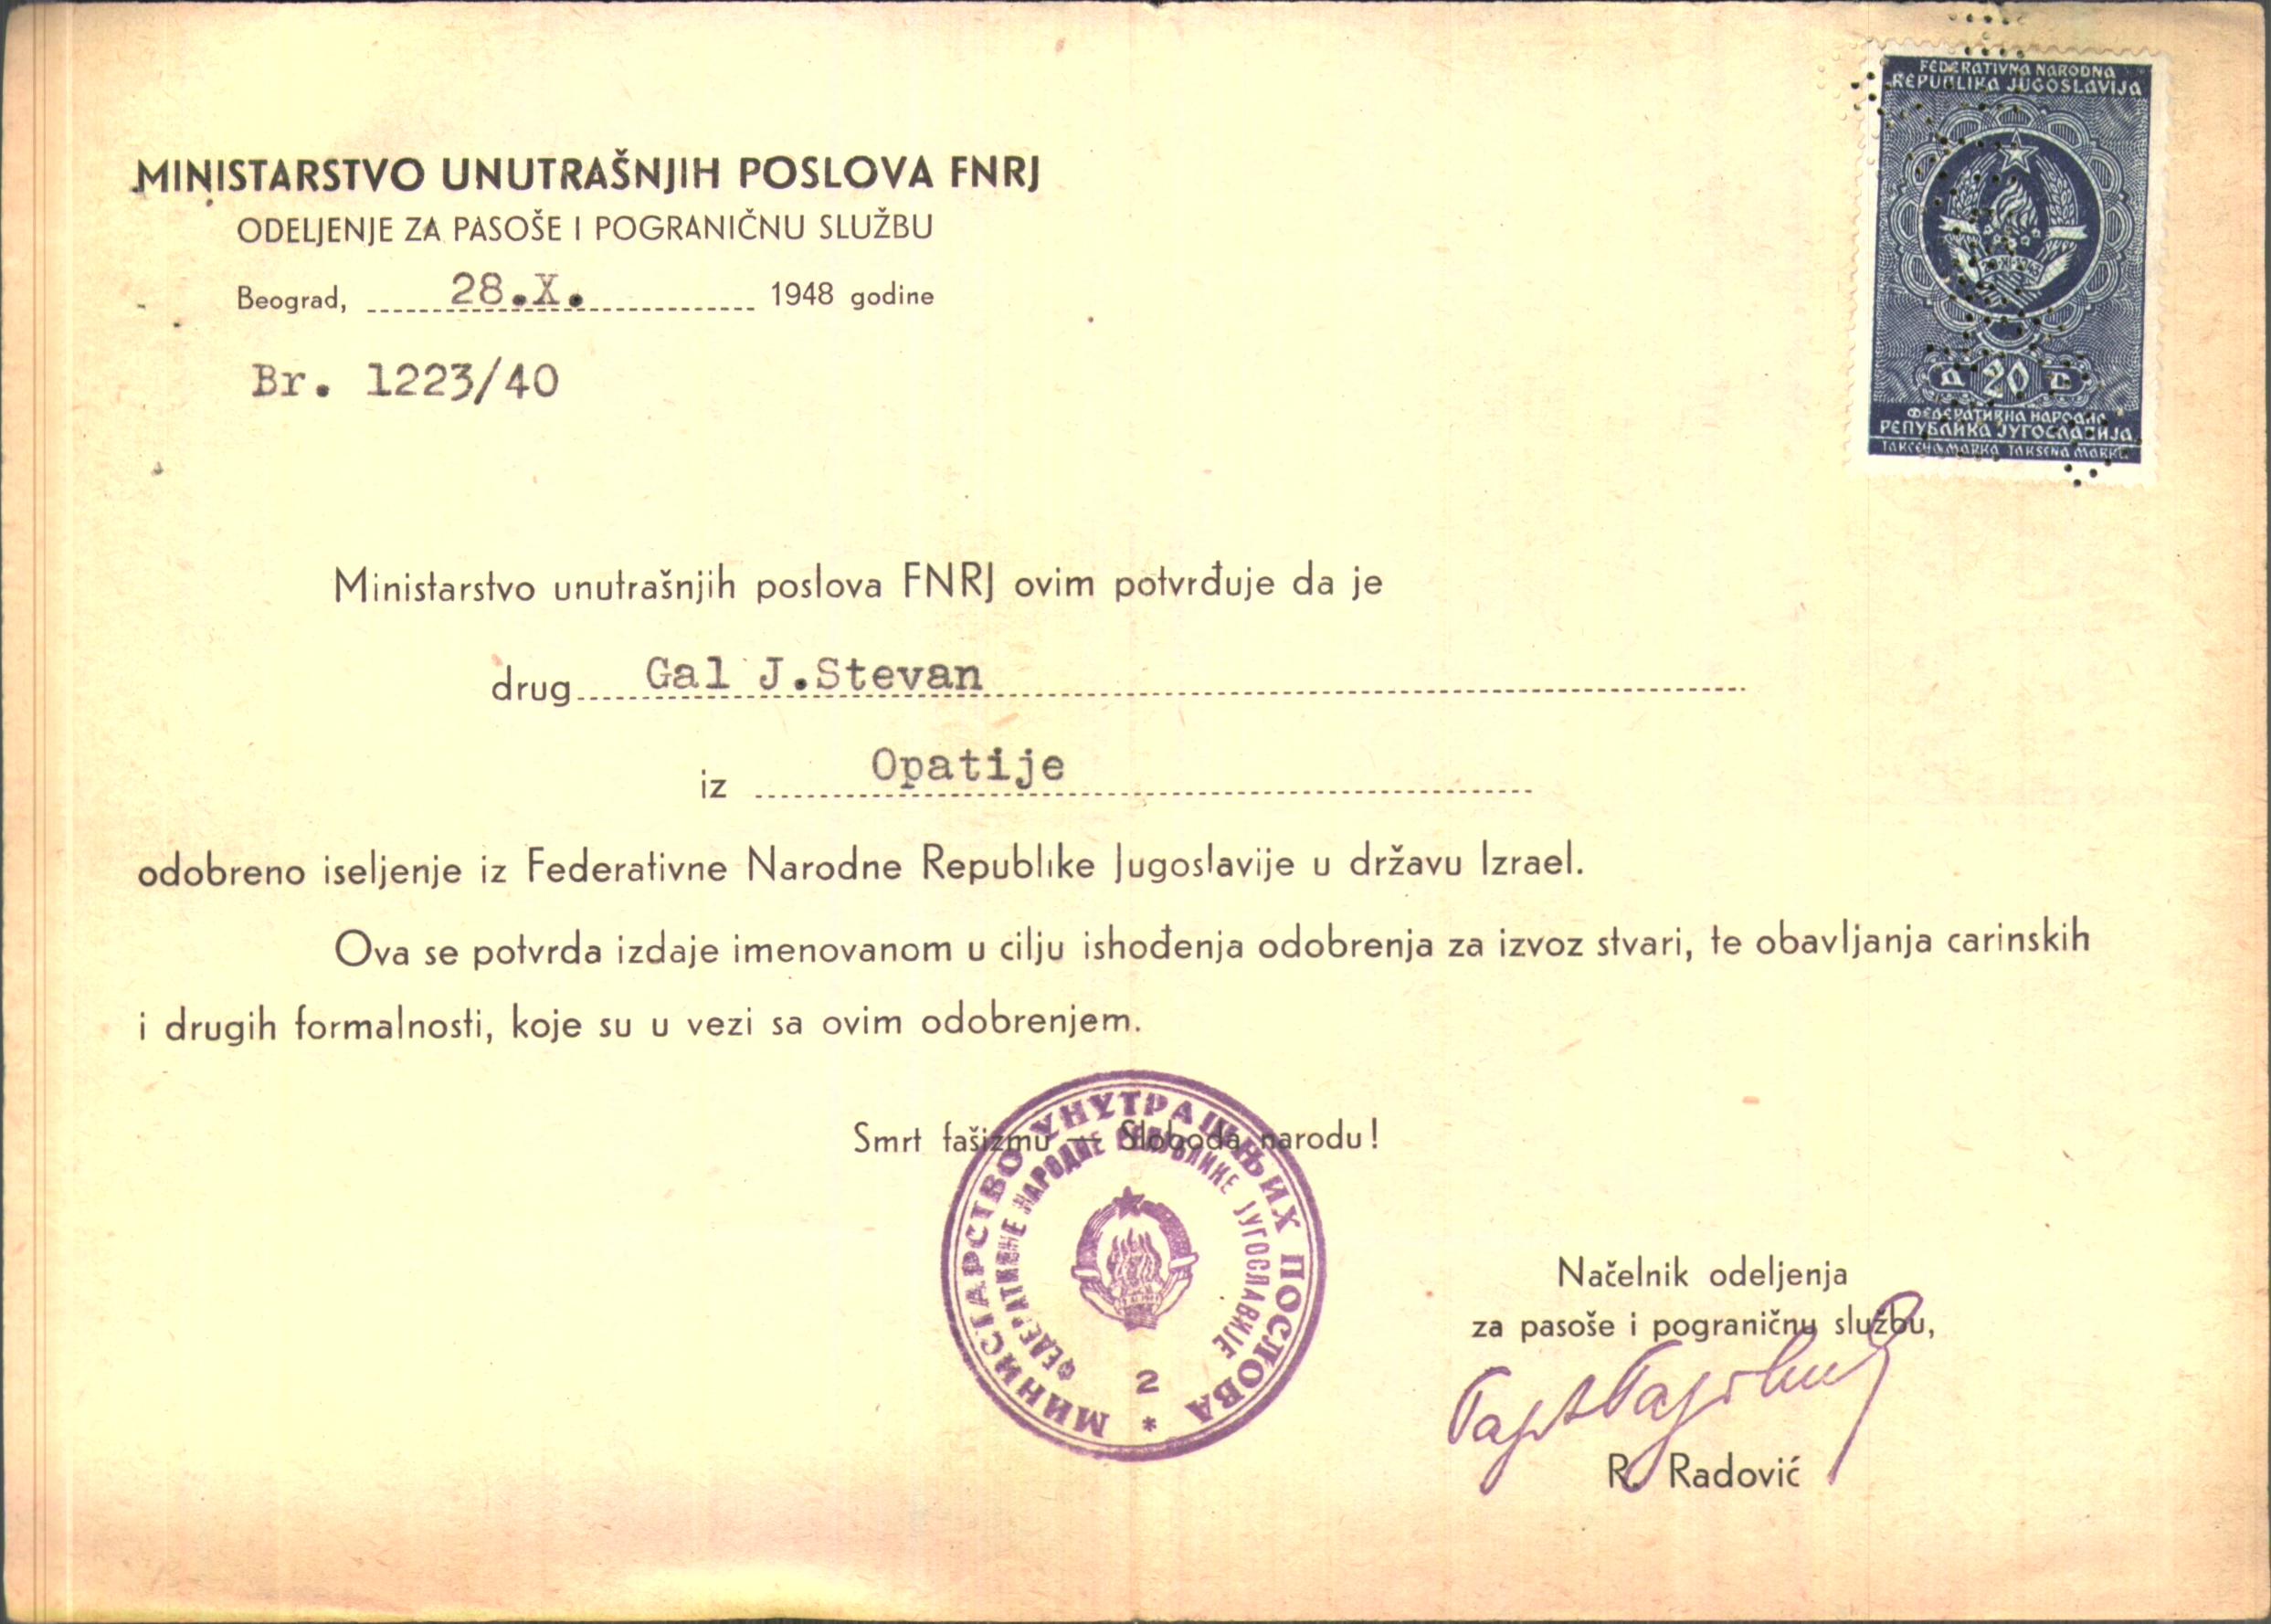 MINISTARSTVO UNUTRAŠNJIH POSLOVA FNRJ
ODELJENJE ZA PASOŠE I POGRANIČNU SLUŽBU
Beograd, 28.X. 1948 godine
Br. 1223/40
FEDERATIVNA NARODNA
REPUBLIKA JUGOSLAVIJA
Д 20 D
ФЕДЕРАТИВНА НАРОДНА
РЕПУБЛИКА ЈУГОСЛАВИЈА
ТАКСЕНА МАРКА TAKSENA MARKA
Ministarstvo unutrašnjih poslova FNRJ ovim potvrđuje da je
drug Gal J.Stevan
iz Opatije
odobreno iseljenje iz Federativne Narodne Republike Jugoslavije u državu Izrael.
Ova se potvrda izdaje imenovanom u cilju ishođenja odobrenja za izvoz stvari, te obavljanja carinskih
i drugih formalnosti, koje su u vezi sa ovim odobrenjem.
Smrt fašizmu — Sloboda narodu!
МИНИСТАРСТВО УНУТРАШЊИХ ПОСЛОВА
ФЕДЕРАТИВНЕ НАРОДНЕ РЕПУБЛИКЕ ЈУГОСЛАВИЈЕ
2
*
Načelnik odeljenja
za pasoše i pograničnu službu,
R. Radović